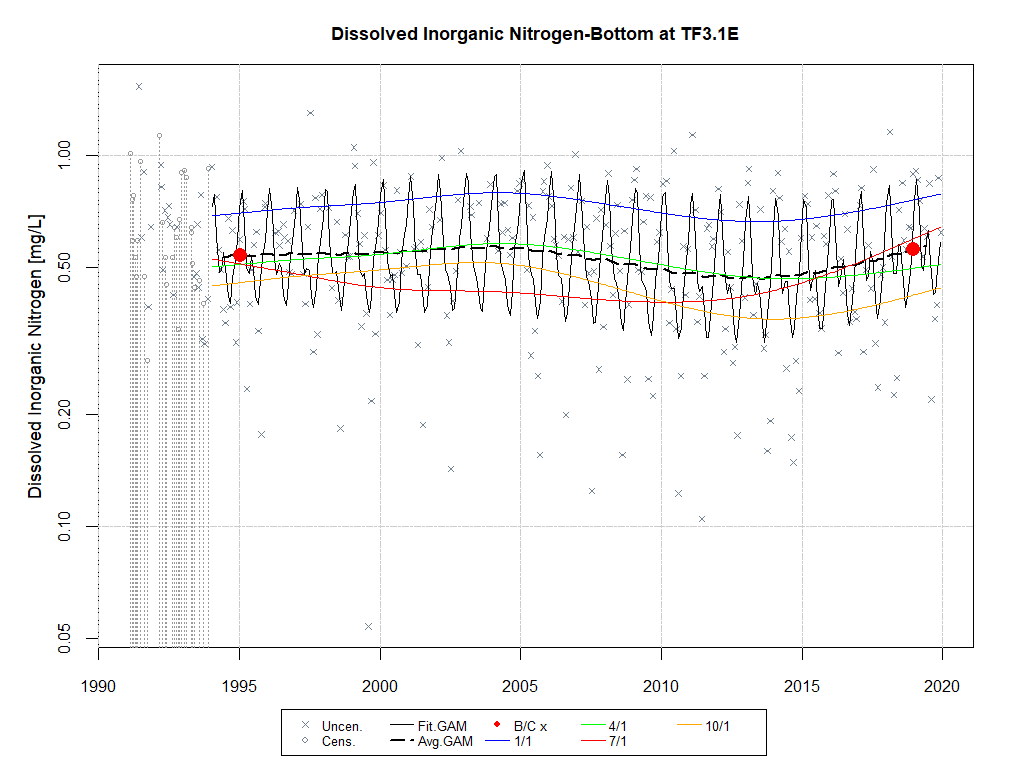 Dissolved Inorganic Nitrogen-Bottom at TF3.1E
Dissolved Inorganic Nitrogen [mg/L]
1.00
0.50
0.20
0.10
0.05
1990 1995 2000 2005 2010 2015 2020
Uncen. Fit.GAM B/C x 4/1 10/1
Cens. Avg.GAM 1/1 7/1